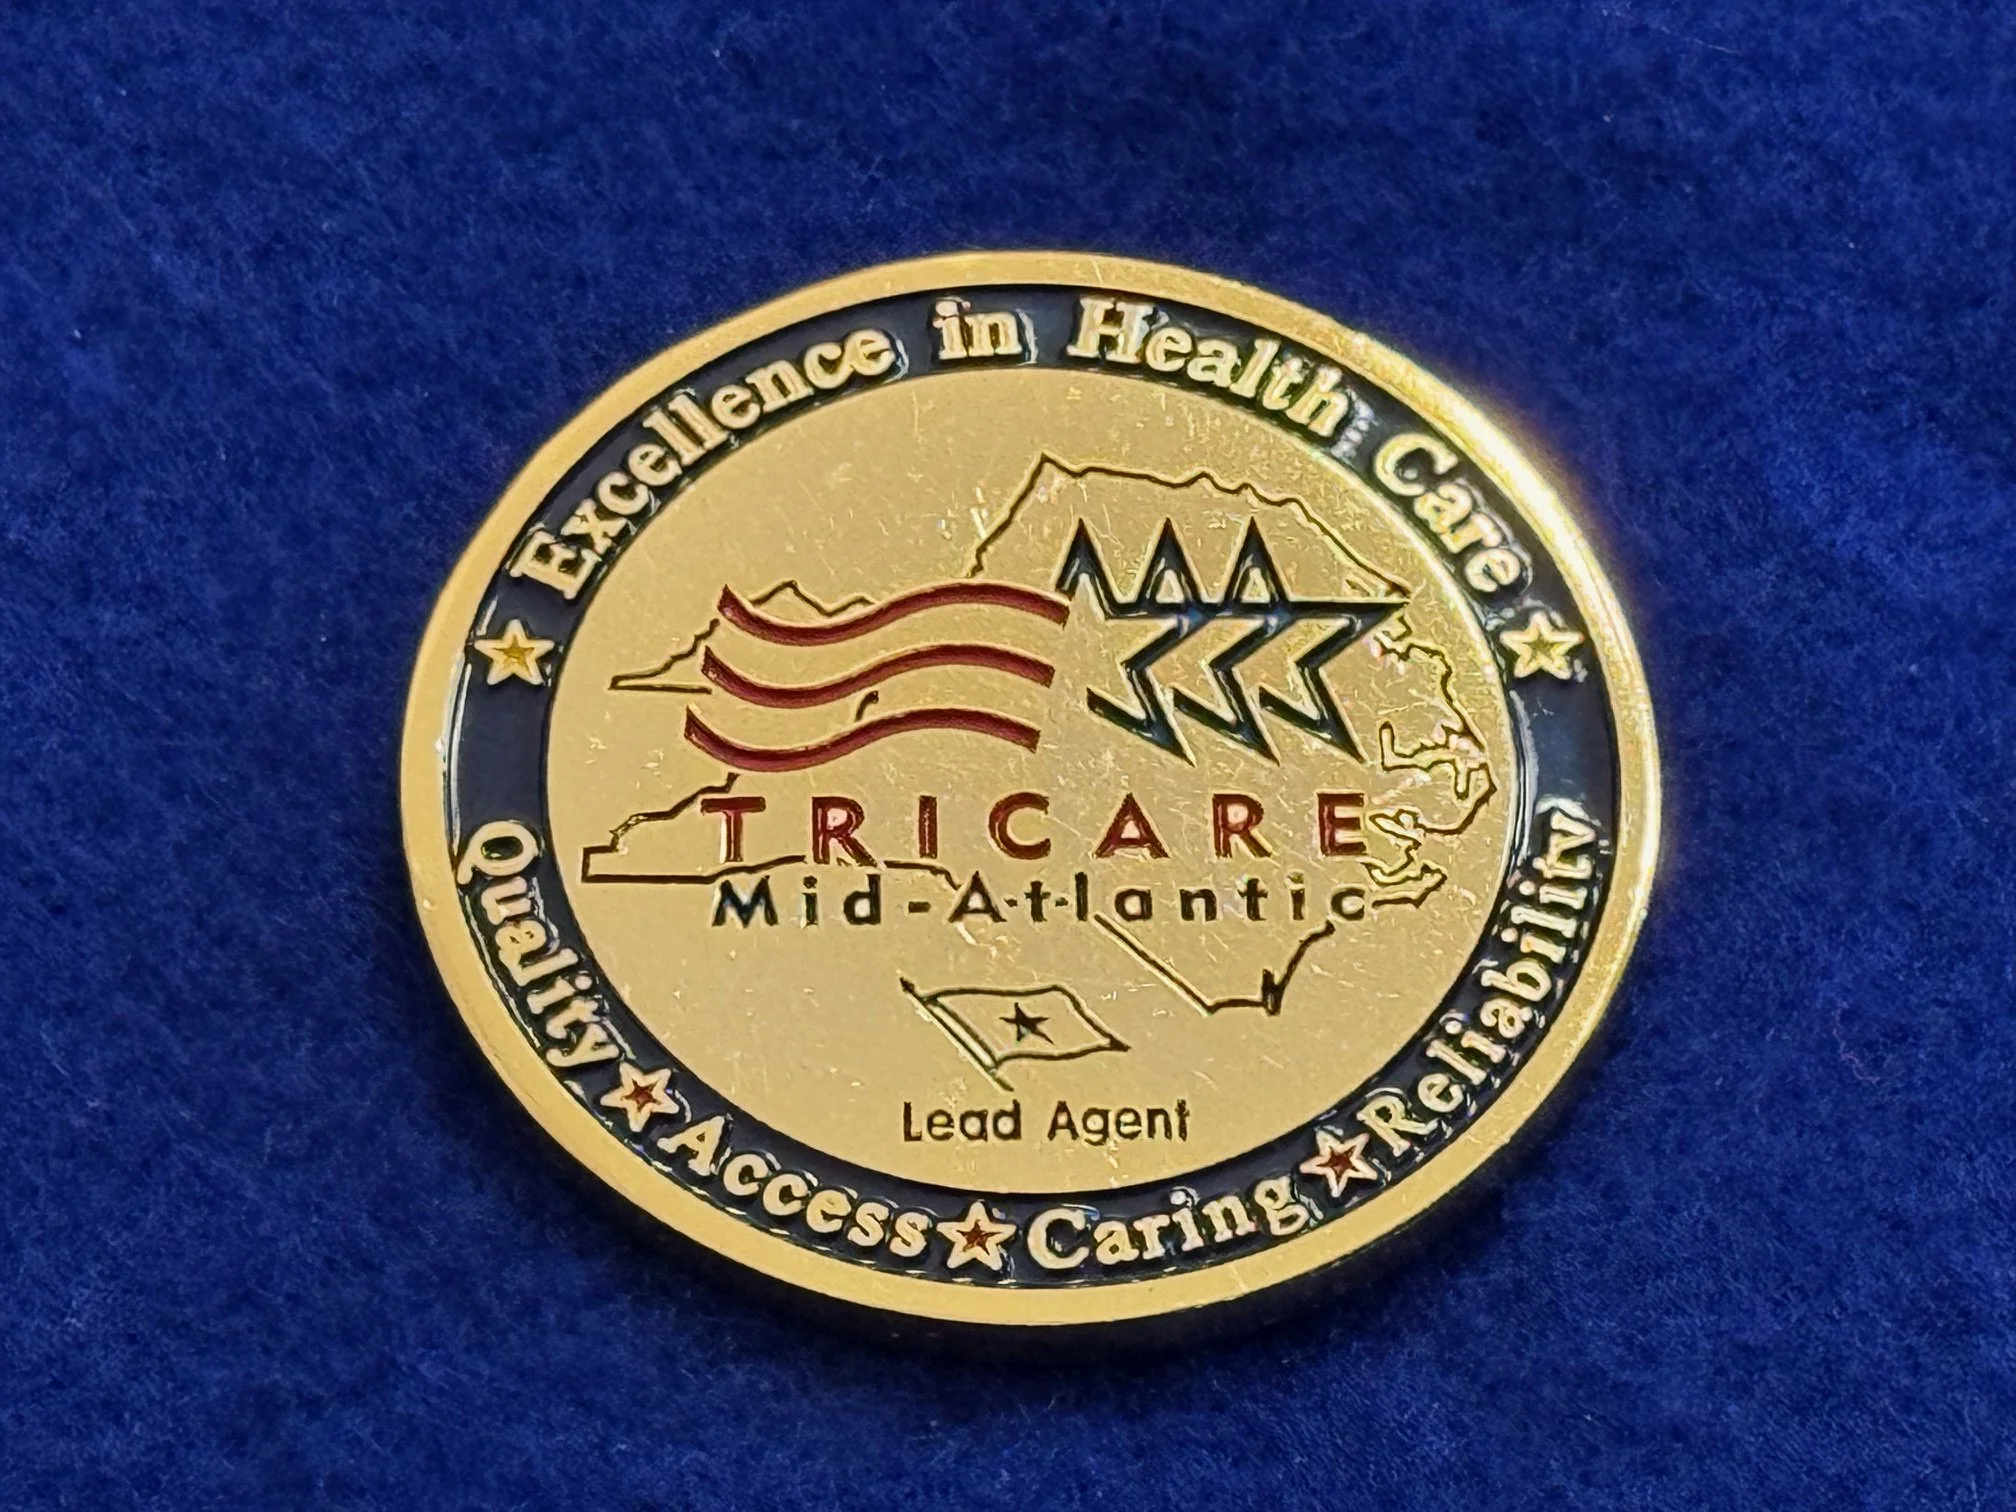 Excellence in Health Care
TRICARE
Mid-Atlantic
Lead Agent
Quality Access Caring Reliability